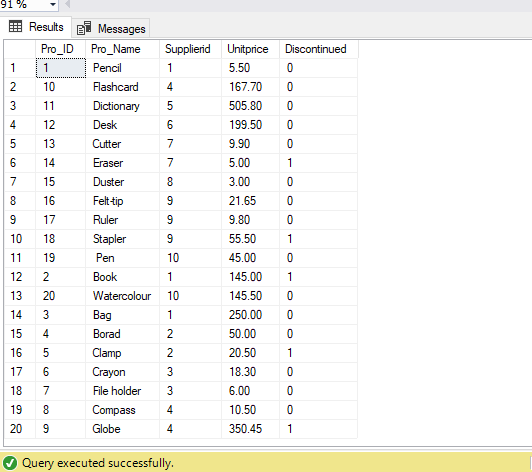 91 %
Results Messages
Pro_ID Pro_Name Supplierid Unitprice Discontinued
1 1 Pencil 1 5.50 0
2 10 Flashcard 4 167.70 0
3 11 Dictionary 5 505.80 0
4 12 Desk 6 199.50 0
5 13 Cutter 7 9.90 0
6 14 Eraser 7 5.00 1
7 15 Duster 8 3.00 0
8 16 Felt-tip 9 21.65 0
9 17 Ruler 9 9.80 0
10 18 Stapler 9 55.50 1
11 19 Pen 10 45.00 0
12 2 Book 1 145.00 1
13 20 Watercolour 10 145.50 0
14 3 Bag 1 250.00 0
15 4 Borad 2 50.00 0
16 5 Clamp 2 20.50 1
17 6 Crayon 3 18.30 0
18 7 File holder 3 6.00 0
19 8 Compass 4 10.50 0
20 9 Globe 4 350.45 1
Query executed successfully.